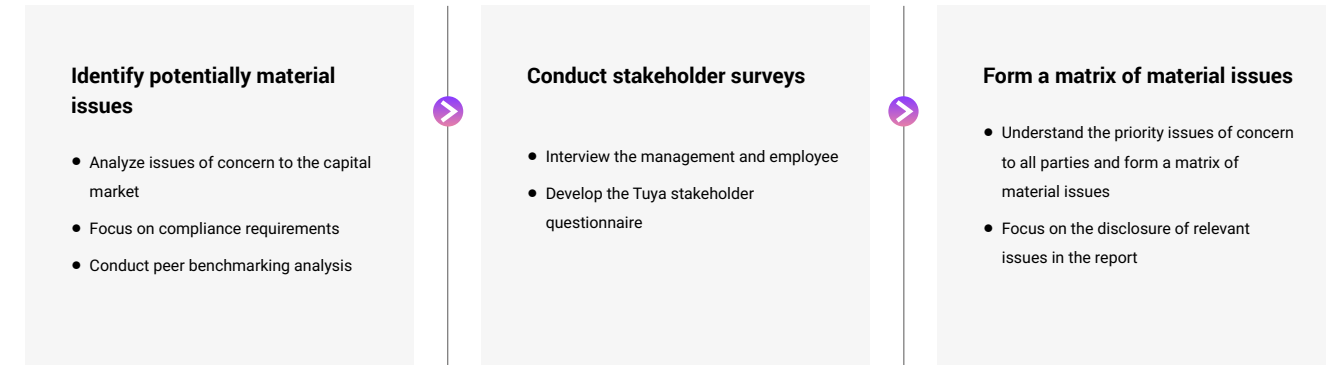 Identify potentially material
issues
● Analyze issues of concern to the capital
market
● Focus on compliance requirements
● Conduct peer benchmarking analysis
Conduct stakeholder surveys
● Interview the management and employee
● Develop the Tuya stakeholder
questionnaire
Form a matrix of material issues
● Understand the priority issues of concern
to all parties and form a matrix of
material issues
● Focus on the disclosure of relevant
issues in the report